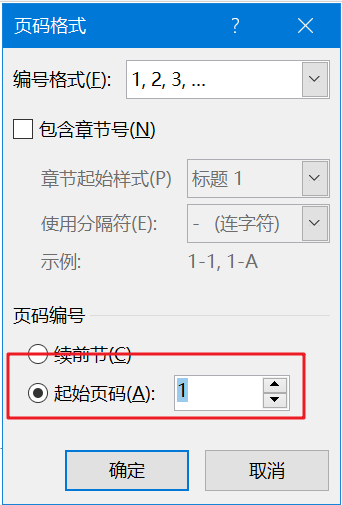 页码格式
编号格式(F): 1, 2, 3, ...
包含章节号(N)
章节起始样式(P) 标题 1
使用分隔符(E): - (连字符)
示例: 1-1, 1-A
页码编号
续前节(C)
起始页码(A): 1
确定 取消